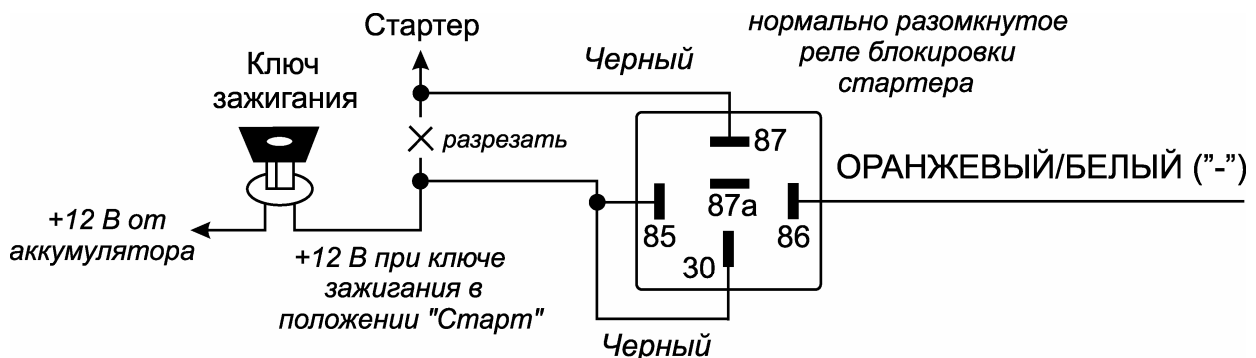 Стартер
Ключ
зажигания
Черный
нормально разомкнутое
реле блокировки
стартера
разрезать
87
87а
85
86
30
ОРАНЖЕВЫЙ/БЕЛЫЙ (”-”)
+12 В от
аккумулятора
+12 В при ключе
зажигания в
положении "Старт"
Черный